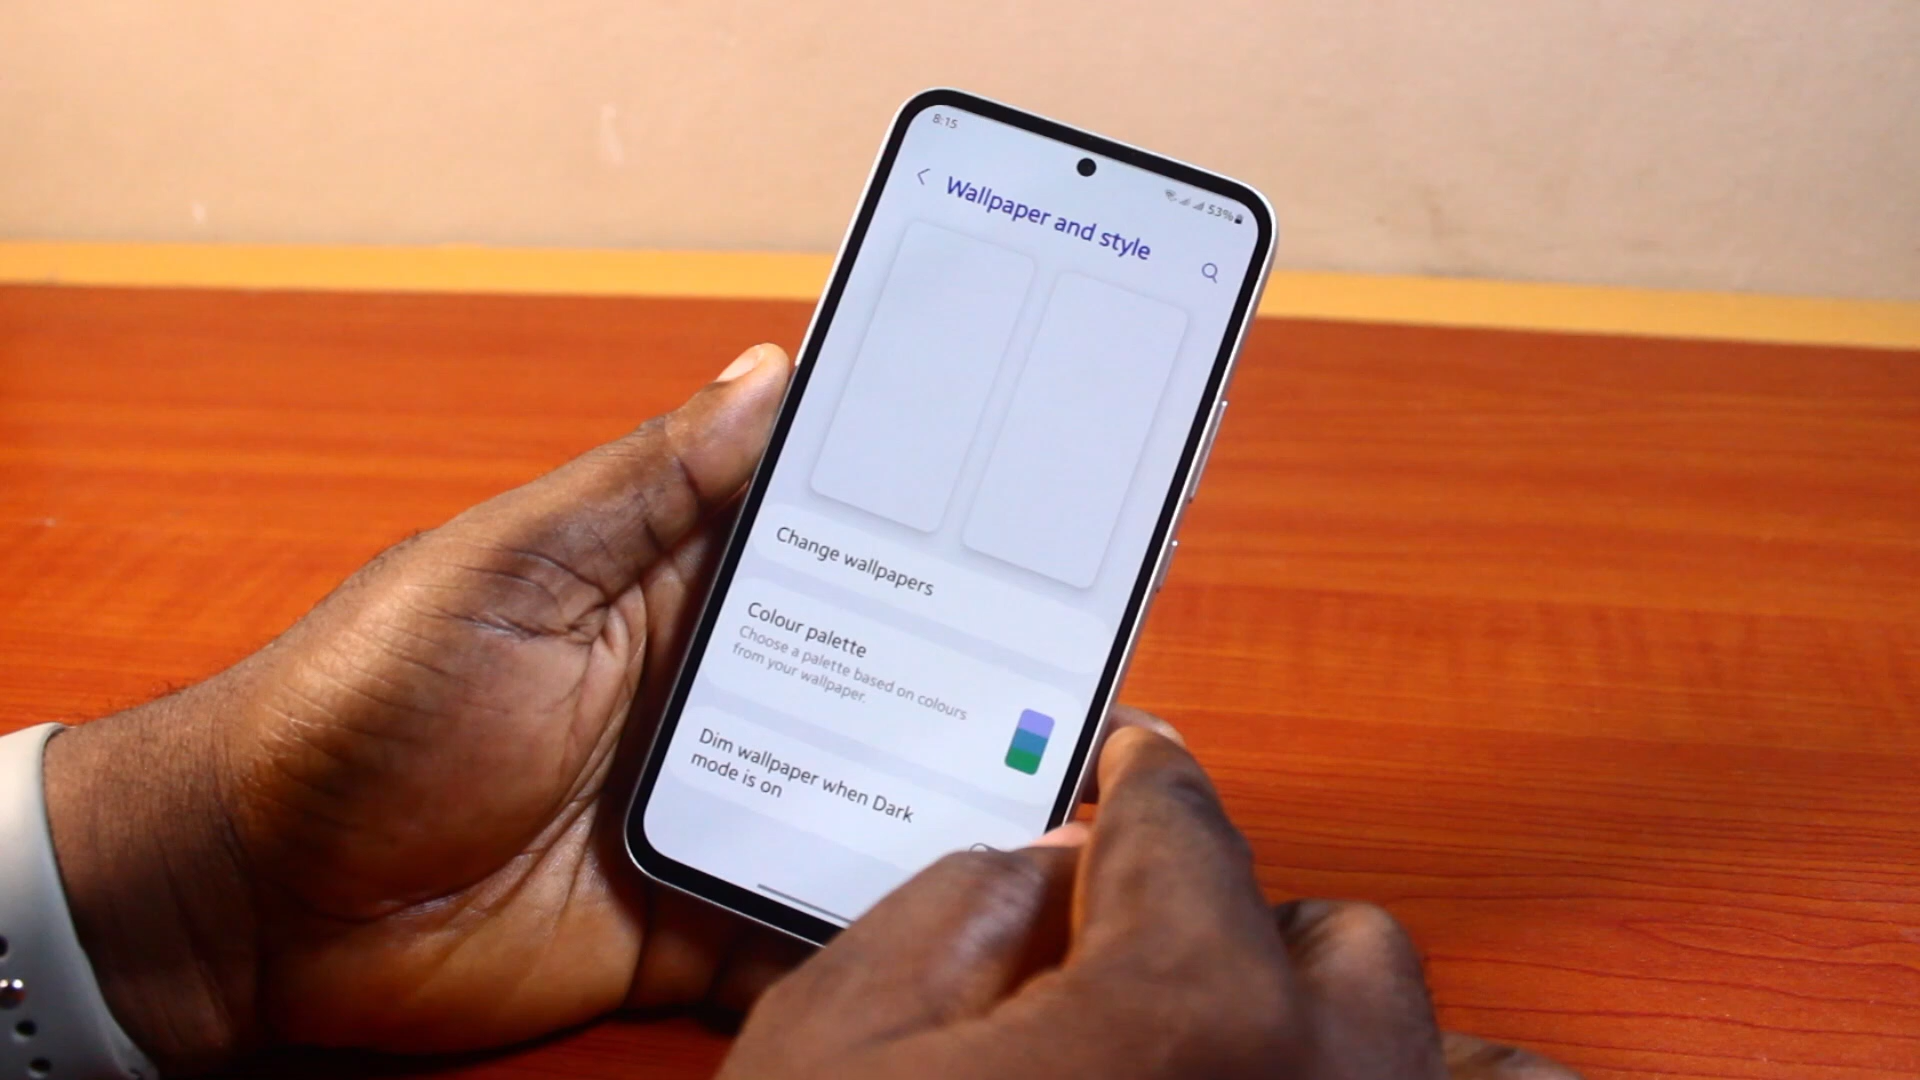 8:15
53%
Wallpaper and style
Change wallpapers
Colour palette
Choose a palette based on colours
from your wallpaper.
Dim wallpaper when Dark
mode is on